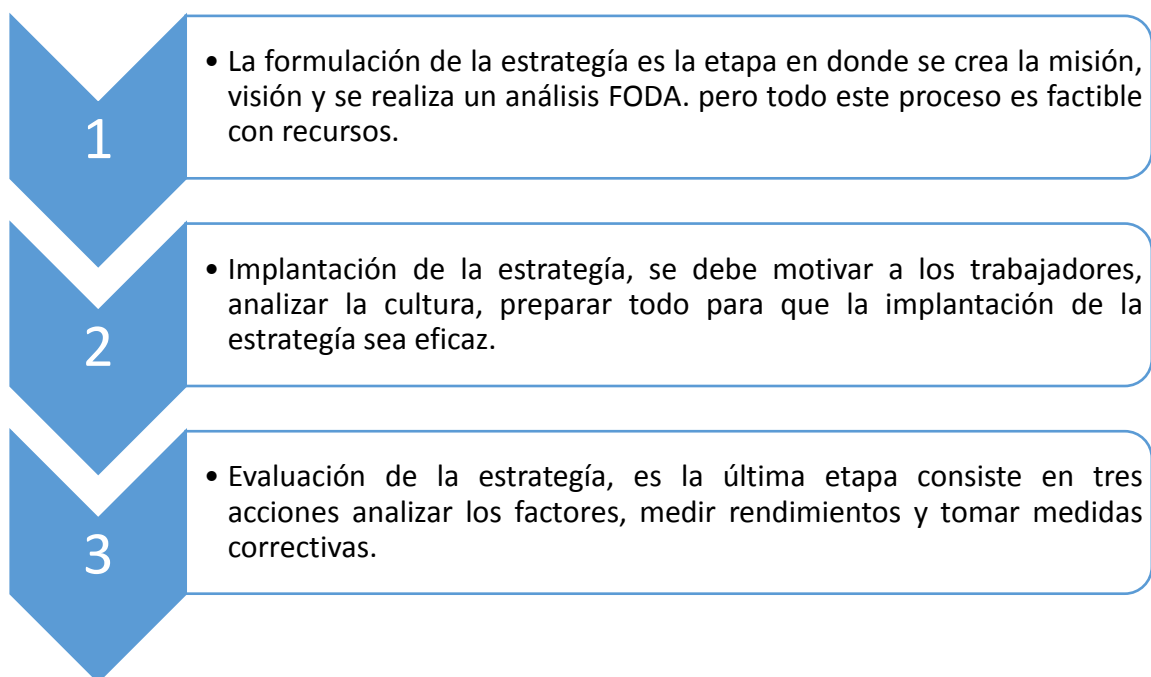 1
• La formulación de la estrategía es la etapa en donde se crea la misión,
visión y se realiza un análisis FODA. pero todo este proceso es factible
con recursos.
2
• Implantación de la estrategía, se debe motivar a los trabajadores,
analizar la cultura, preparar todo para que la implantación de la
estrategía sea eficaz.
3
• Evaluación de la estrategía, es la última etapa consiste en tres
acciones analizar los factores, medir rendimientos y tomar medidas
correctivas.